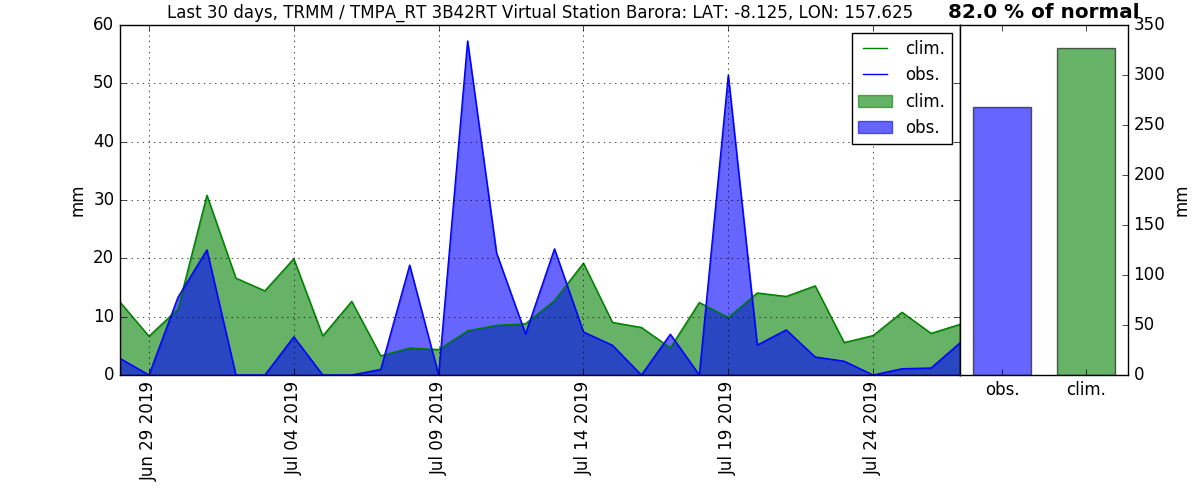 Last 30 days, TRMM / TMPA_RT 3B42RT Virtual Station Barora: LAT: -8.125, LON: 157.625
82.0 % of normal
60
50
40
30
20
10
0
mm
clim.
obs.
clim.
obs.
Jun 29 2019
Jul 04 2019
Jul 09 2019
Jul 14 2019
Jul 19 2019
Jul 24 2019
350
300
250
200
150
100
50
0
mm
obs.
clim.